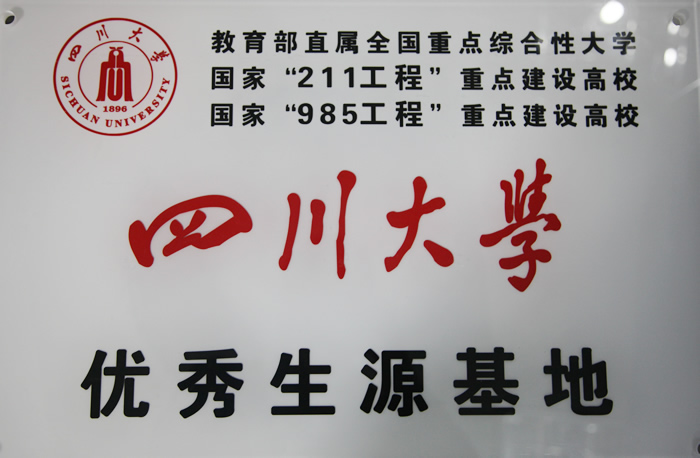 四川大学
1896
SICHUAN UNIVERSITY
教育部直属全国重点综合性大学
国家“211工程”重点建设高校
国家“985工程”重点建设高校
四川大学
优秀生源基地